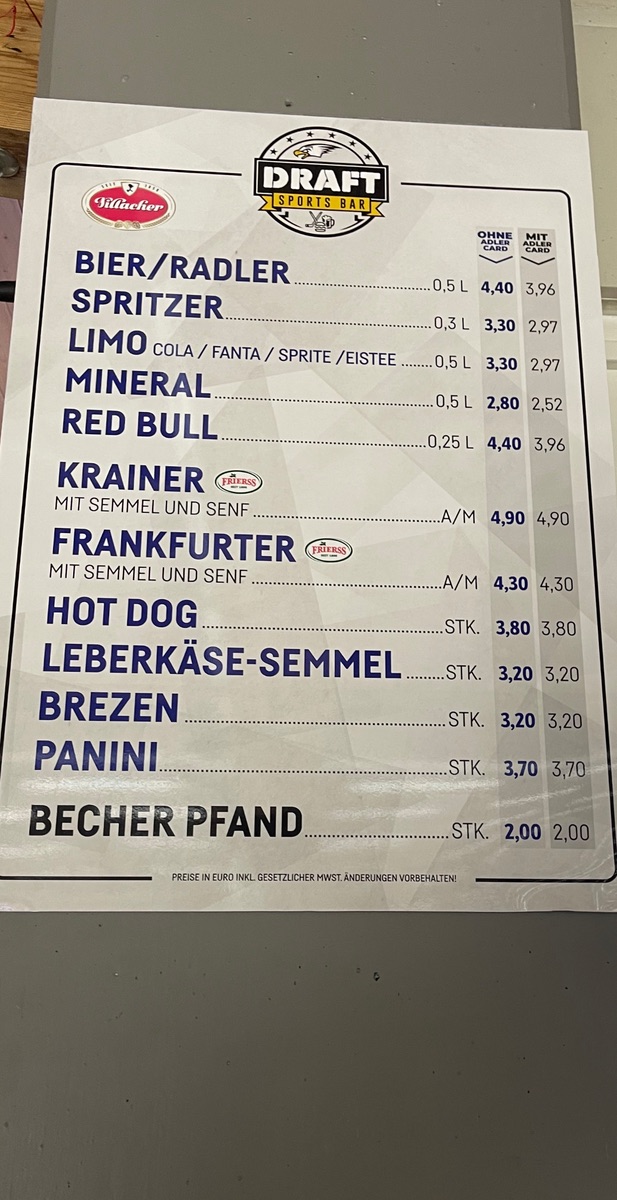 SEIT 1858
Villacher
DRAFT
SPORTS BAR
OHNE ADLER CARD
MIT ADLER CARD
BIER/RADLER ... 0,5 L 4,40 3,96
SPRITZER ... 0,3 L 3,30 2,97
LIMO COLA / FANTA / SPRITE /EISTEE ... 0,5 L 3,30 2,97
MINERAL ... 0,5 L 2,80 2,52
RED BULL ... 0,25 L 4,40 3,96
KRAINER FRIERSS
MIT SEMMEL UND SENF ... A/M 4,90 4,90
FRANKFURTER FRIERSS
MIT SEMMEL UND SENF ... A/M 4,30 4,30
HOT DOG ... STK. 3,80 3,80
LEBERKÄSE-SEMMEL ... STK. 3,20 3,20
BREZEN ... STK. 3,20 3,20
PANINI ... STK. 3,70 3,70
BECHER PFAND ... STK. 2,00 2,00
PREISE IN EURO INKL. GESETZLICHER MWST. ÄNDERUNGEN VORBEHALTEN!